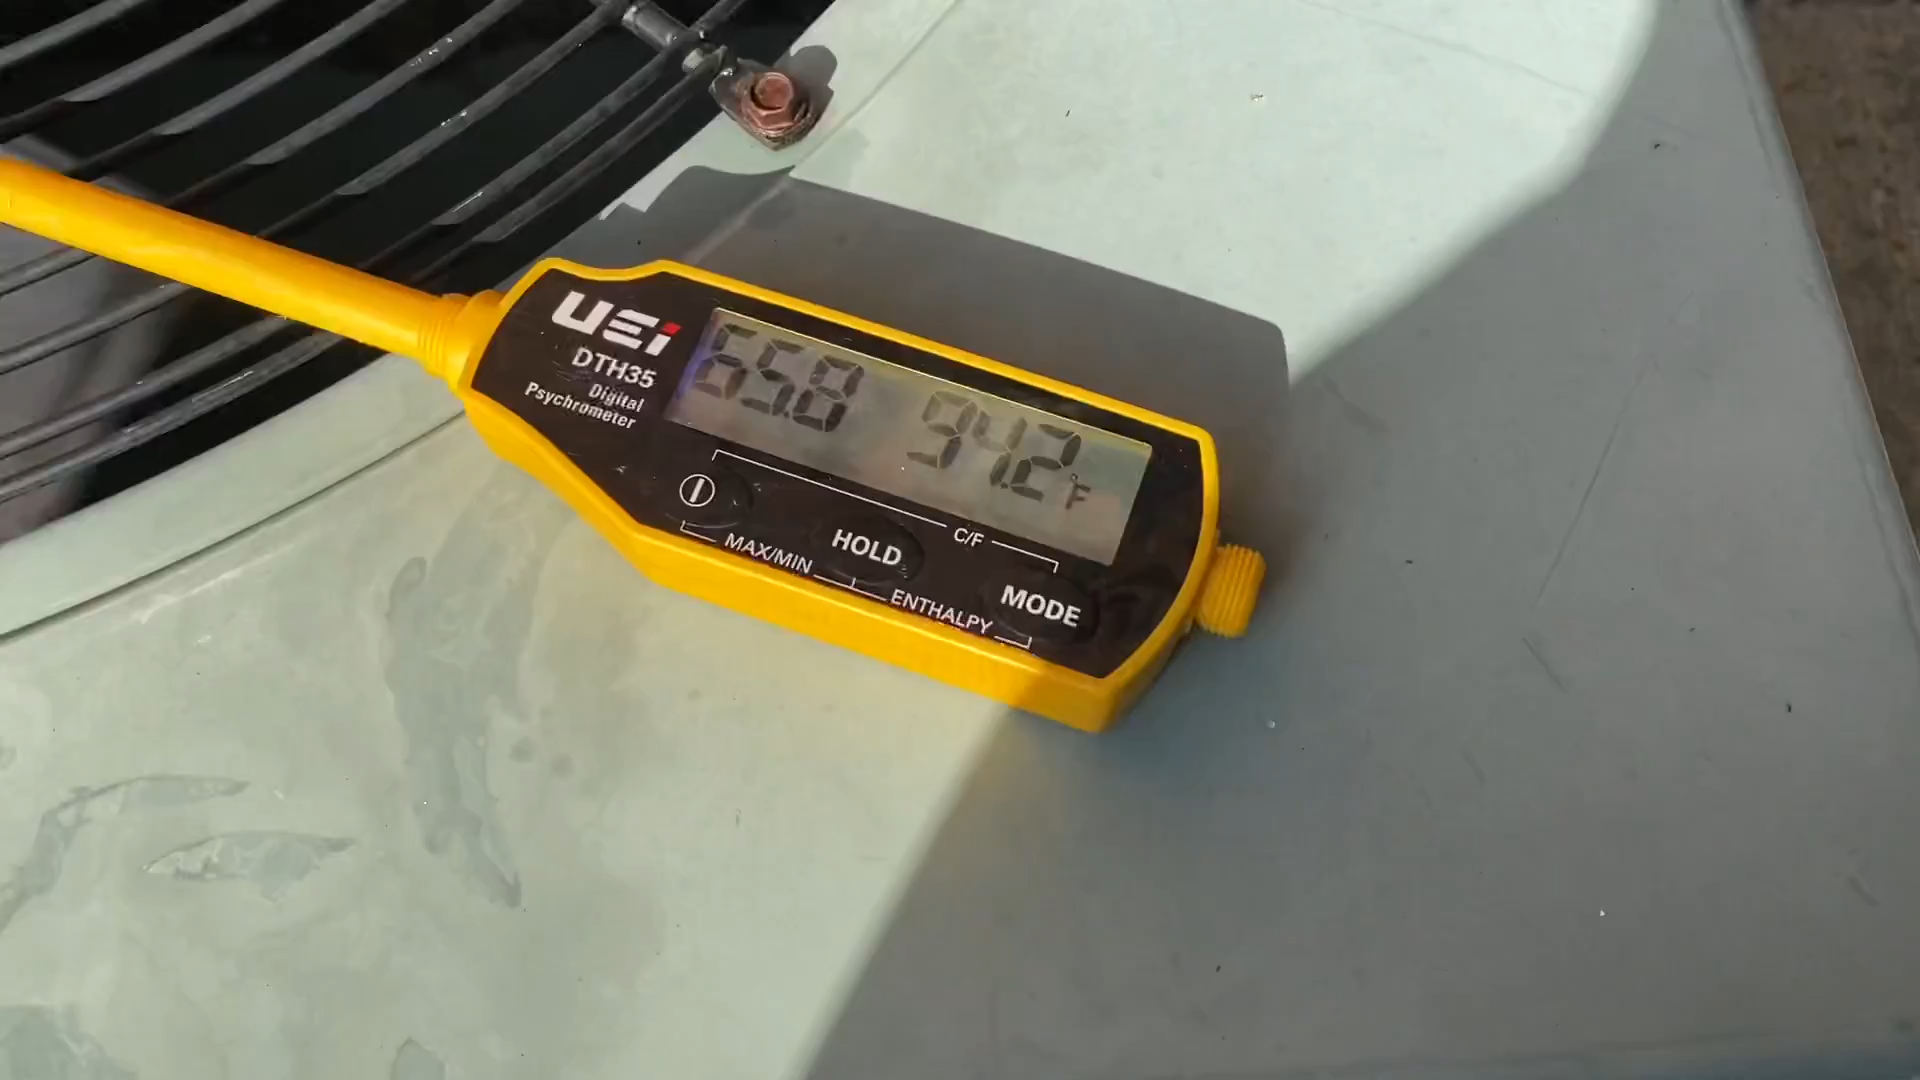 UEi
DTH35
Digital
Psychrometer
65.8 94.2 °F
C/F
HOLD
MODE
MAX/MIN
ENTHALPY